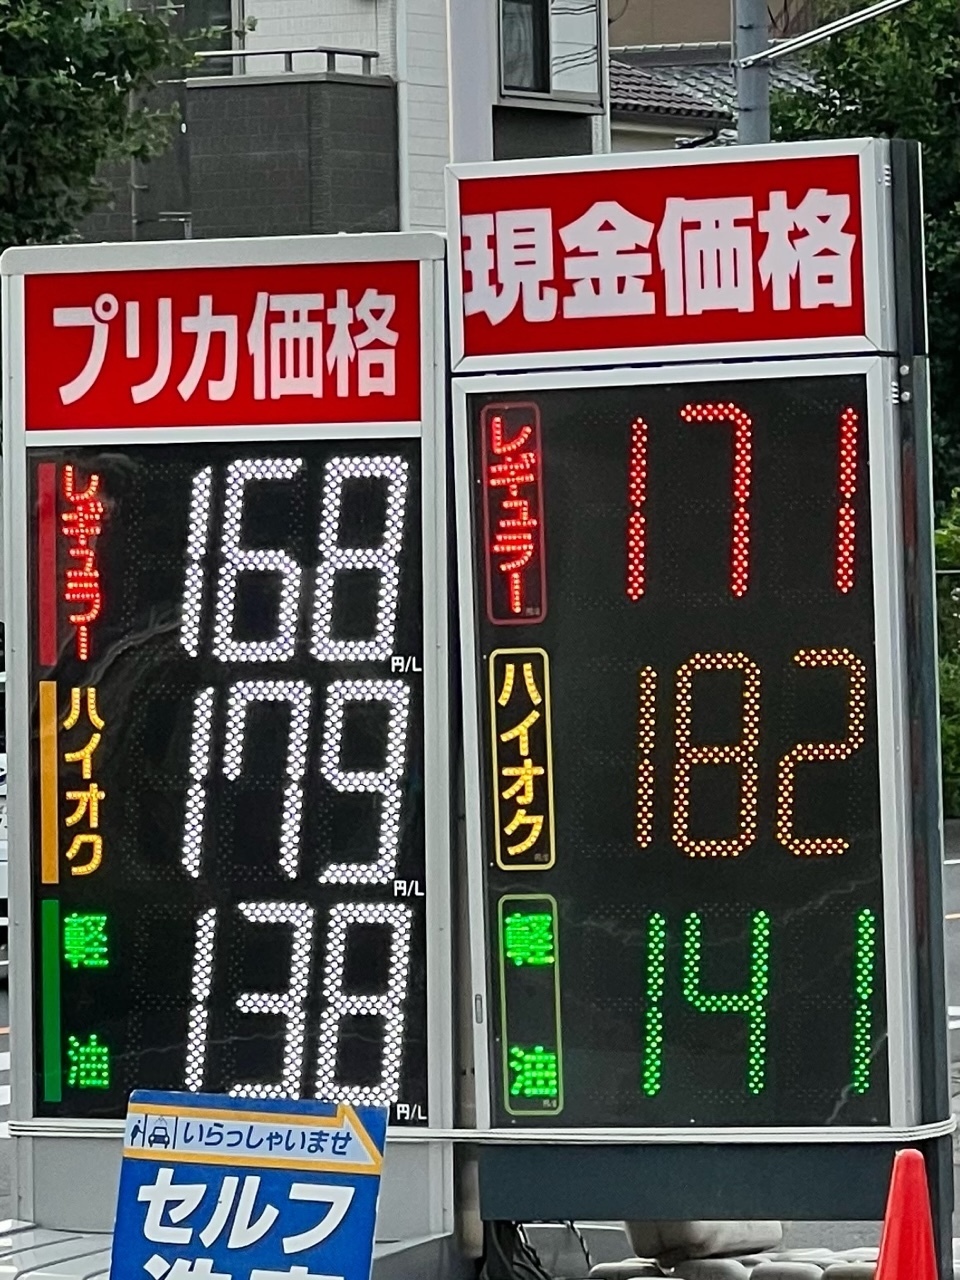 プリカ価格
レギュラー 168 円/L
ハイオク 179 円/L
軽油 138 円/L
現金価格
レギュラー 171
ハイオク 182
軽油 141
いらっしゃいませ
セルフ